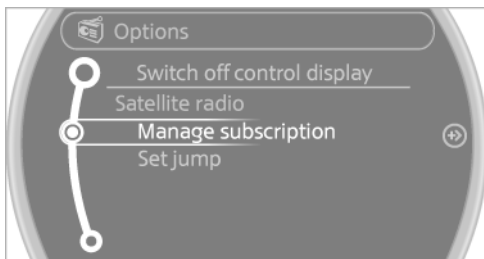 Options
Switch off control display
Satellite radio
Manage subscription
Set jump